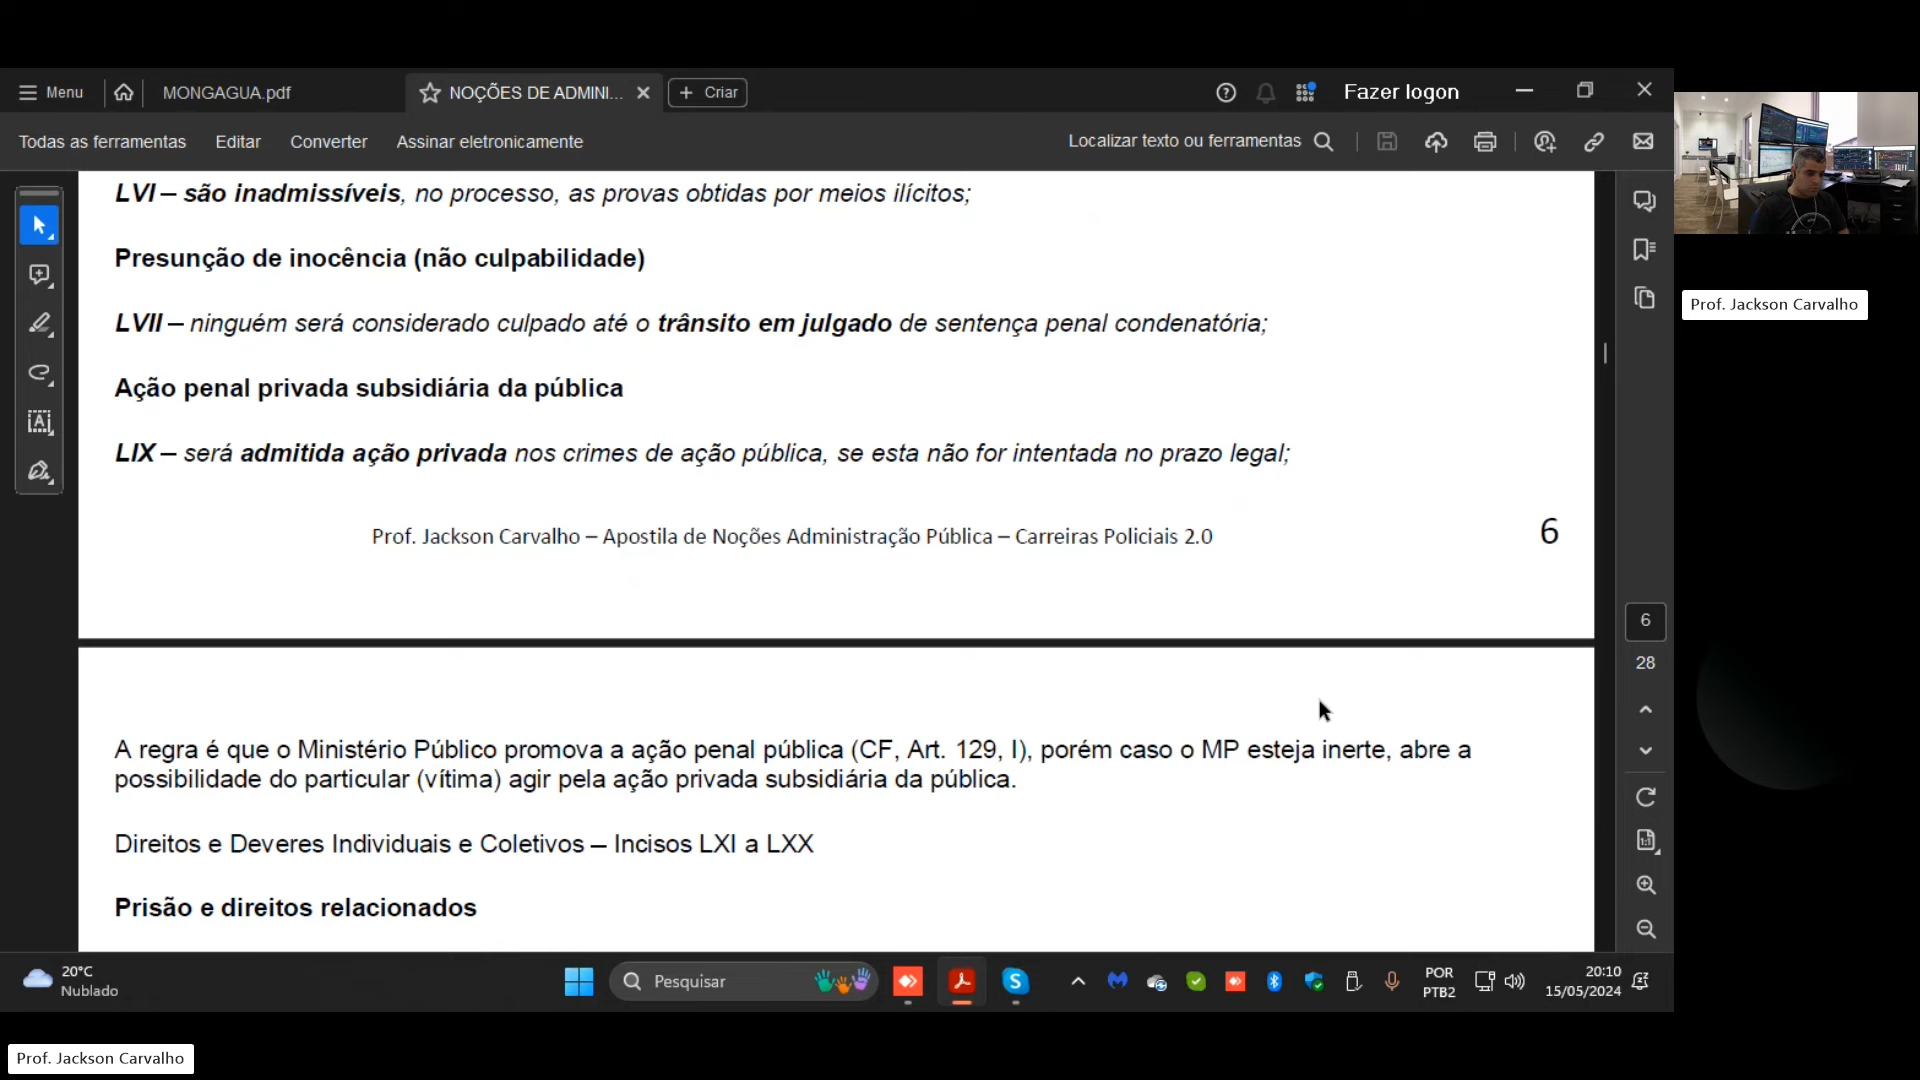 Menu
MONGAGUA.pdf
NOÇÕES DE ADMINI...
Criar
Fazer logon
Todas as ferramentas
Editar
Converter
Assinar eletronicamente
Localizar texto ou ferramentas
LVI – são inadmissíveis, no processo, as provas obtidas por meios ilícitos;
Presunção de inocência (não culpabilidade)
LVII – ninguém será considerado culpado até o trânsito em julgado de sentença penal condenatória;
Ação penal privada subsidiária da pública
LIX – será admitida ação privada nos crimes de ação pública, se esta não for intentada no prazo legal;
Prof. Jackson Carvalho – Apostila de Noções Administração Pública – Carreiras Policiais 2.0
6
A regra é que o Ministério Público promova a ação penal pública (CF, Art. 129, I), porém caso o MP esteja inerte, abre a
possibilidade do particular (vítima) agir pela ação privada subsidiária da pública.
Direitos e Deveres Individuais e Coletivos – Incisos LXI a LXX
Prisão e direitos relacionados
6
28
Prof. Jackson Carvalho
20°C
Nublado
Pesquisar
POR
PTB2
20:10
15/05/2024
Prof. Jackson Carvalho